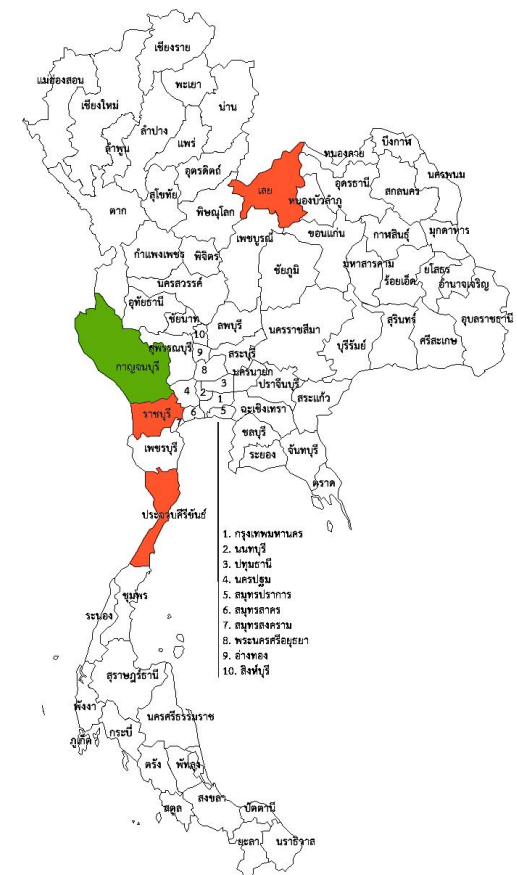 เชียงราย
แม่ฮ่องสอน
พะเยา
เชียงใหม่
น่าน
ลำปาง
ลำพูน
แพร่
บึงกาฬ
หนองคาย
อุตรดิตถ์
นครพนม
เลย
อุดรธานี
สกลนคร
สุโขทัย
หนองบัวลำภู
ตาก
พิษณุโลก
มุกดาหาร
ขอนแก่น
กาฬสินธุ์
เพชรบูรณ์
กำแพงเพชร
พิจิตร
มหาสารคาม
ชัยภูมิ
ยโสธร
ร้อยเอ็ด
อำนาจเจริญ
นครสวรรค์
อุทัยธานี
ชัยนาท
ลพบุรี
นครราชสีมา
สุรินทร์
อุบลราชธานี
10
บุรีรัมย์
ศรีสะเกษ
สุพรรณบุรี
9
สระบุรี
กาญจนบุรี
8
นครนายก
ปราจีนบุรี
3
4
2
สระแก้ว
1
ราชบุรี
6
5
ฉะเชิงเทรา
ชลบุรี
เพชรบุรี
ระยอง
จันทบุรี
ตราด
ประจวบคีรีขันธ์
1. กรุงเทพมหานคร
2. นนทบุรี
3. ปทุมธานี
4. นครปฐม
5. สมุทรปราการ
6. สมุทรสาคร
7. สมุทรสงคราม
8. พระนครศรีอยุธยา
9. อ่างทอง
10. สิงห์บุรี
ชุมพร
ระนอง
สุราษฎร์ธานี
พังงา
นครศรีธรรมราช
กระบี่
ภูเก็ต
ตรัง
พัทลุง
สงขลา
สตูล
ปัตตานี
ยะลา
นราธิวาส